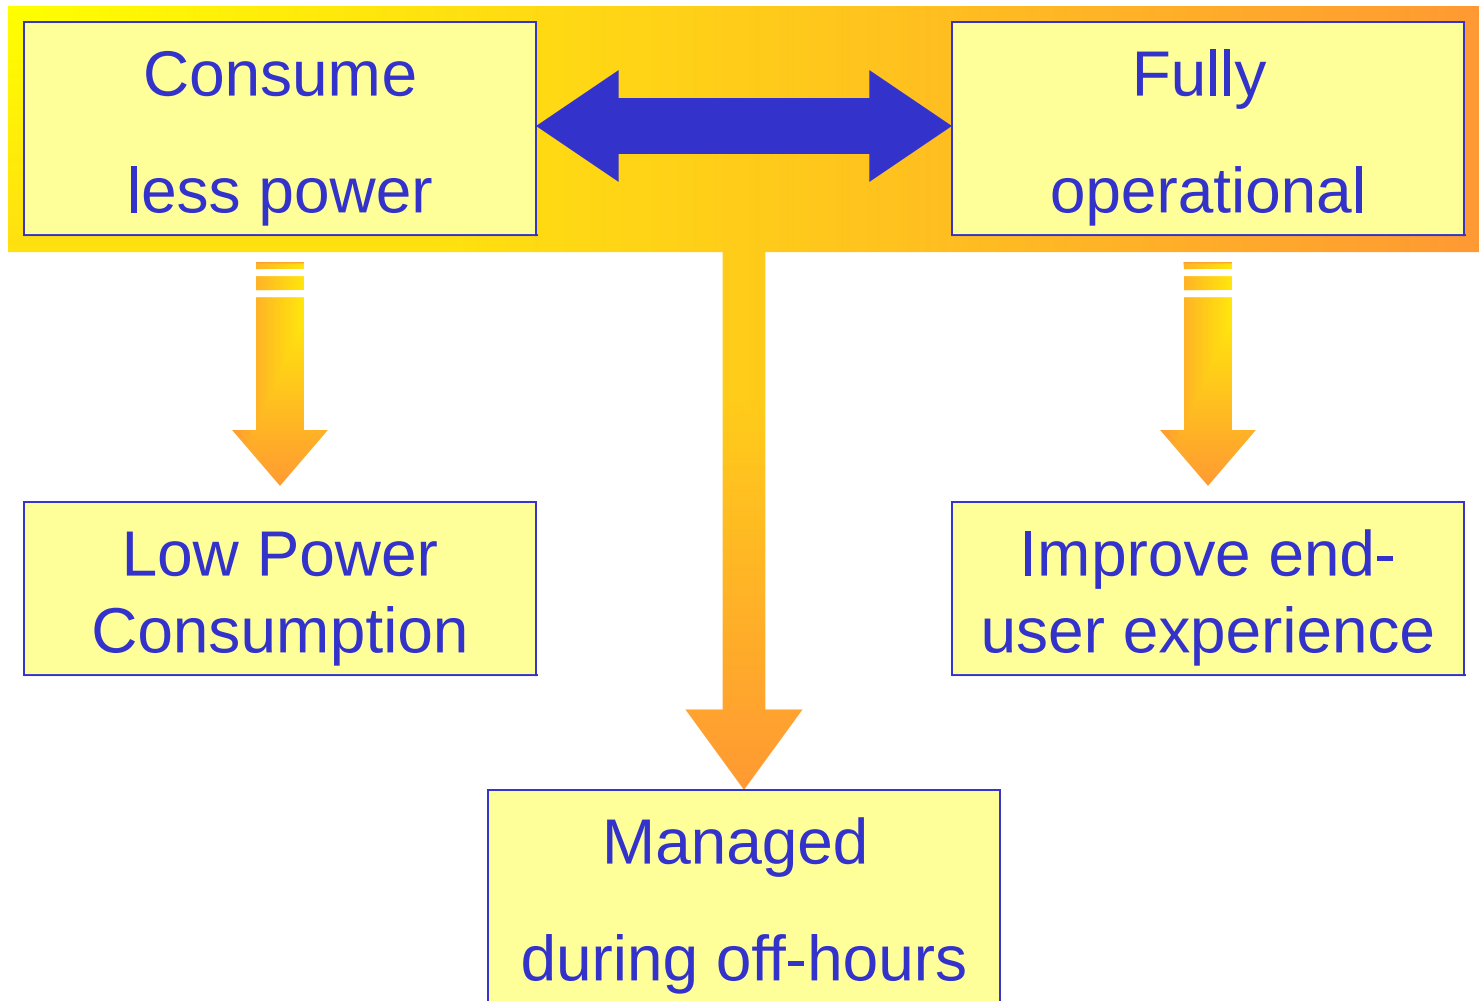 Consume
less power
Fully
operational
Low Power
Consumption
Improve end-
user experience
Managed
during off-hours